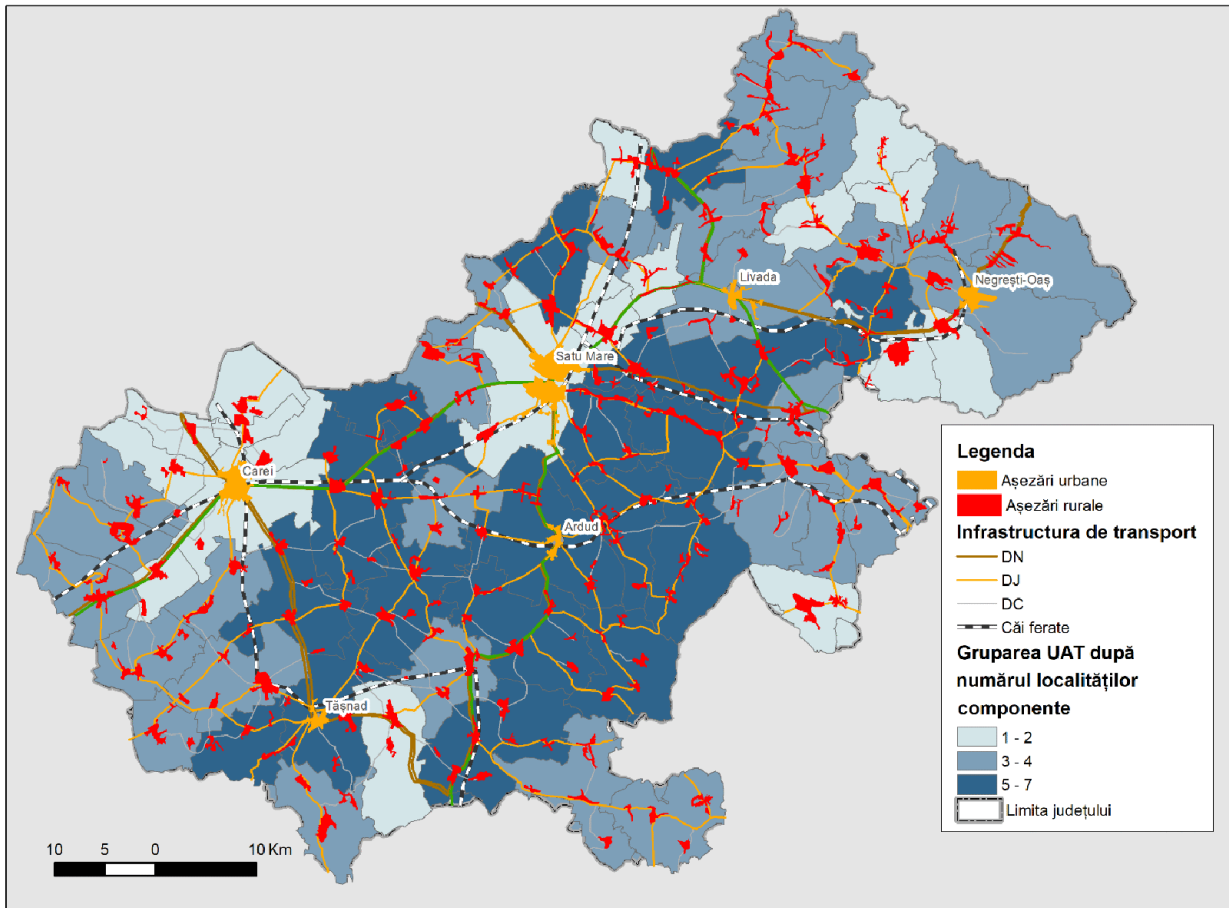 Livada
Negrești-Oaș
Satu Mare
Carei
Ardud
Tășnad
Legenda
Așezări urbane
Așezări rurale
Infrastructura de transport
DN
DJ
DC
Căi ferate
Gruparea UAT după
numărul localităților
componente
1 - 2
3 - 4
5 - 7
Limita județului
10 5 0 10 Km